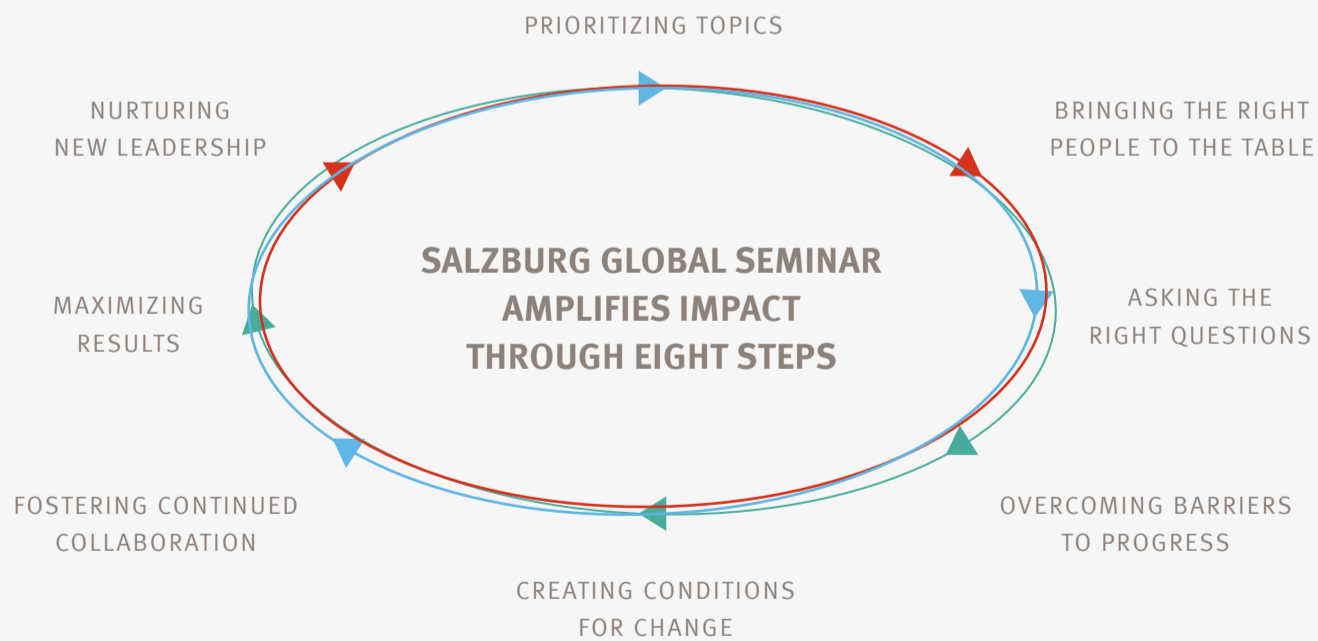 PRIORITIZING TOPICS
BRINGING THE RIGHT
PEOPLE TO THE TABLE
ASKING THE
RIGHT QUESTIONS
OVERCOMING BARRIERS
TO PROGRESS
CREATING CONDITIONS
FOR CHANGE
FOSTERING CONTINUED
COLLABORATION
MAXIMIZING
RESULTS
NURTURING
NEW LEADERSHIP
SALZBURG GLOBAL SEMINAR
AMPLIFIES IMPACT
THROUGH EIGHT STEPS